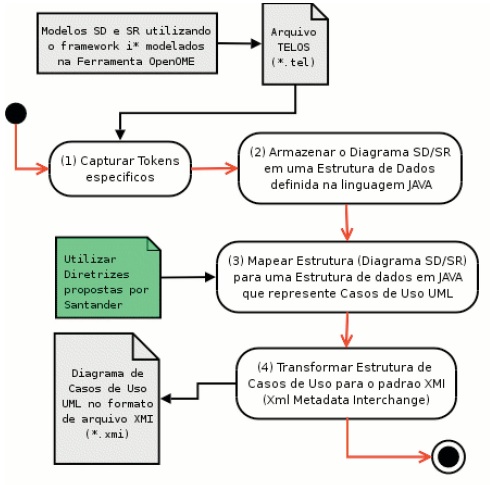 Modelos SD e SR utilizando
o framework i* modelados
na Ferramenta OpenOME
Arquivo
TELOS
(*.tel)
(1) Capturar Tokens
especificos
(2) Armazenar o Diagrama SD/SR
em uma Estrutura de Dados
definida na linguagem JAVA
Utilizar
Diretrizes
propostas por
Santander
(3) Mapear Estrutura (Diagrama SD/SR)
para uma Estrutura de dados em JAVA
que represente Casos de Uso UML
Diagrama de
Casos de Uso
UML no formato
de arquivo XMI
(*.xmi)
(4) Transformar Estrutura de
Casos de Uso para o padrao XMI
(Xml Metadata Interchange)